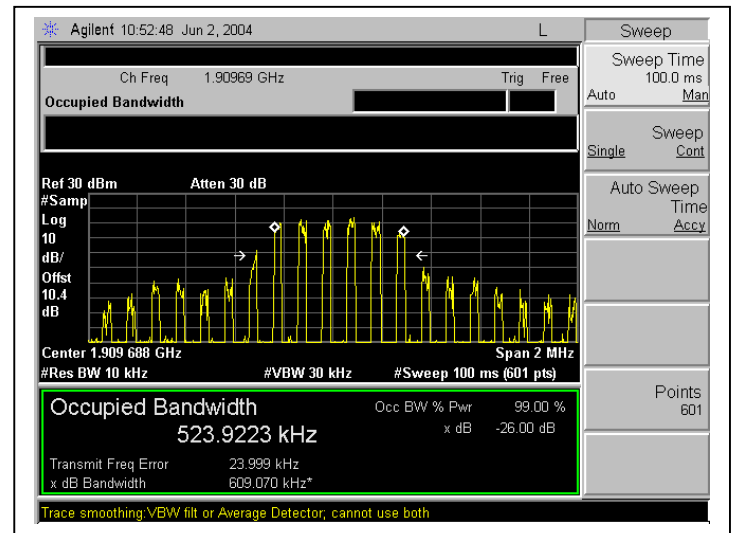 Agilent 10:52:48 Jun 2, 2004 L
Ch Freq 1.90969 GHz Trig Free
Occupied Bandwidth
Ref 30 dBm Atten 30 dB
#Samp
Log
10
dB/
Offst
10.4
dB
Center 1.909 688 GHz Span 2 MHz
#Res BW 10 kHz #VBW 30 kHz #Sweep 100 ms (601 pts)
Occupied Bandwidth Occ BW % Pwr 99.00 %
523.9223 kHz x dB -26.00 dB
Transmit Freq Error 23.999 kHz
x dB Bandwidth 609.070 kHz*
Trace smoothing:VBW filt or Average Detector; cannot use both
Sweep
Sweep Time
100.0 ms
Auto Man
Sweep
Single Cont
Auto Sweep
Time
Norm Accy
Points
601